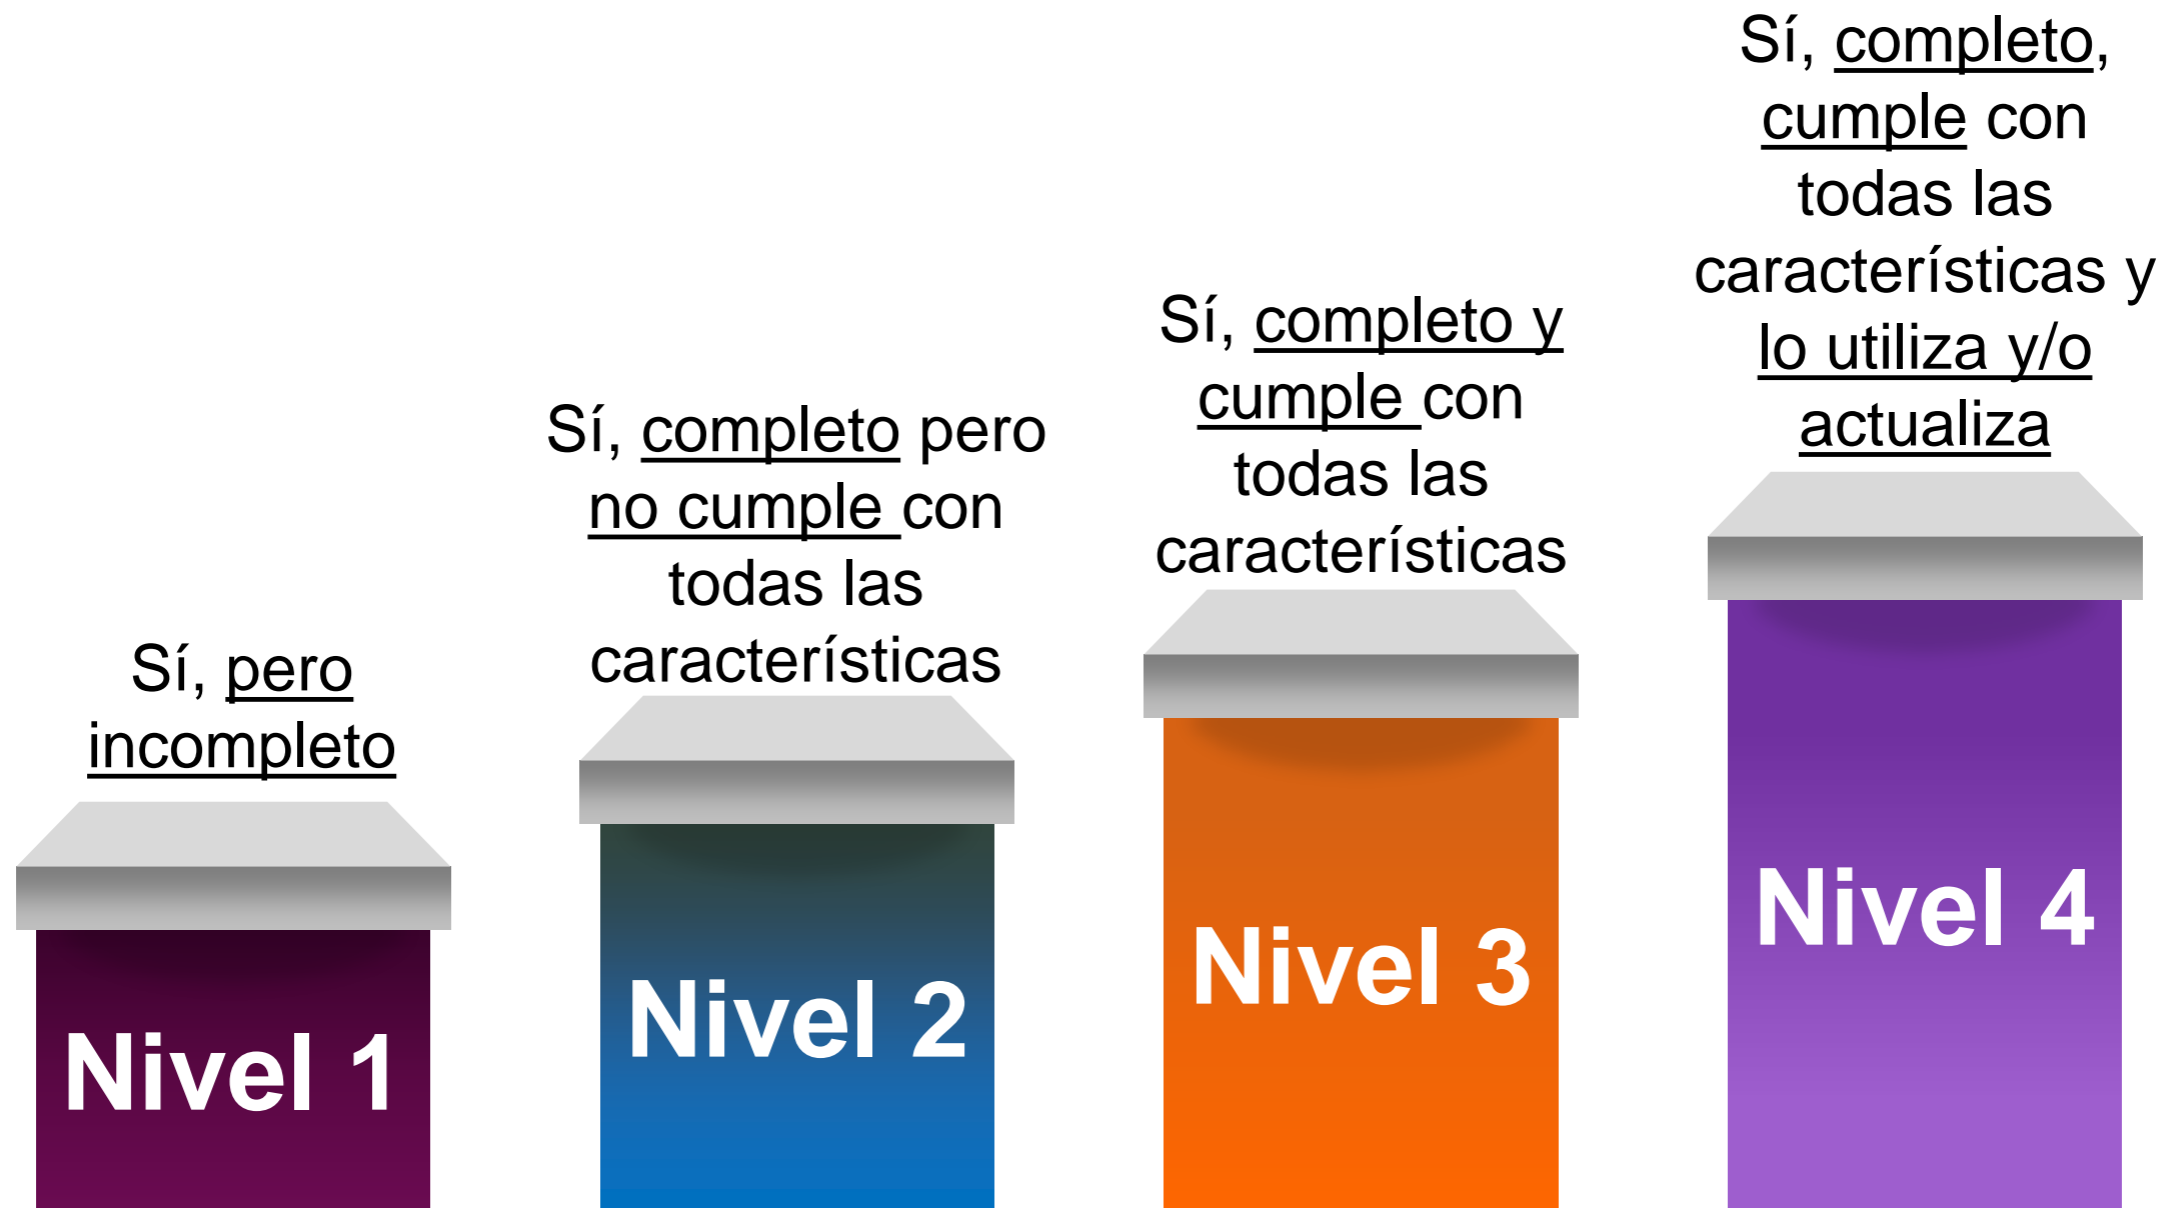 Sí, pero
incompleto
Nivel 1
Sí, completo pero
no cumple con
todas las
características
Nivel 2
Sí, completo y
cumple con
todas las
características
Nivel 3
Sí, completo,
cumple con
todas las
características y
lo utiliza y/o
actualiza
Nivel 4